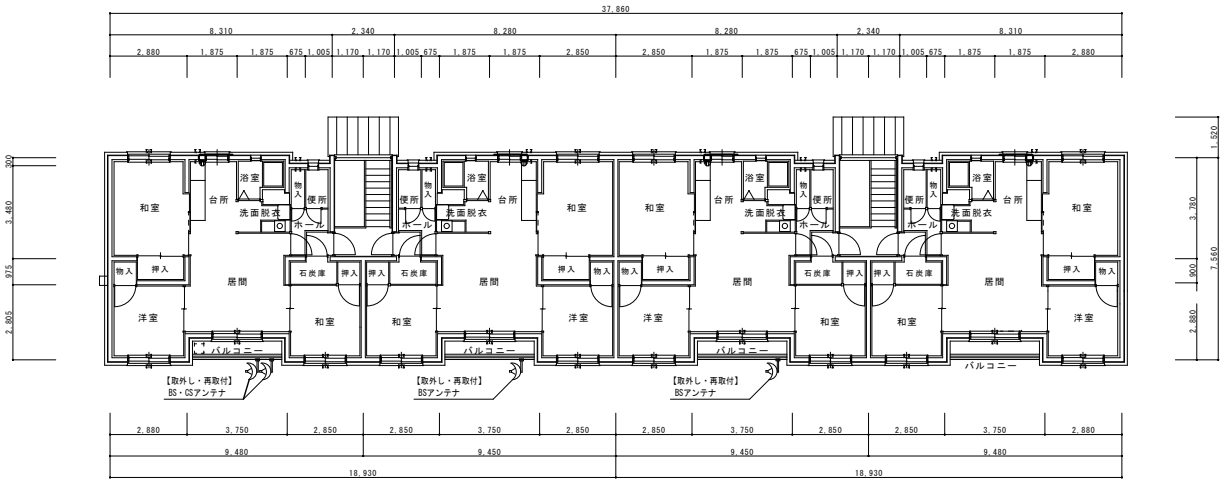 37,860
8,310 2,340 8,280 8,280 2,340 8,310
2,880 1,875 1,875 675 1,005 1,170 1,170 1,005 675 1,875 1,875 2,850 2,850 1,875 1,875 675 1,005 1,170 1,170 1,005 675 1,875 1,875 2,880
300
3,480
975
2,805
1,520
3,780
900
2,880
7,560
浴室 物入 物入 浴室 浴室 物入 物入 浴室
和室 台所 便所 便所 台所 和室 和室 台所 便所 便所 台所 和室
洗面脱衣 洗面脱衣 洗面脱衣 洗面脱衣
ホール ホール ホール ホール
物入 押入 石炭庫 押入 押入 石炭庫 押入 物入 物入 押入 石炭庫 押入 押入 石炭庫 押入 物入
居間 居間 居間 居間
洋室 和室 和室 洋室 洋室 和室 和室 洋室
バルコニー バルコニー バルコニー バルコニー
【取外し・再取付】 【取外し・再取付】 【取外し・再取付】
BS・CSアンテナ BSアンテナ BSアンテナ
2,880 3,750 2,850 2,850 3,750 2,850 2,850 3,750 2,850 2,850 3,750 2,880
9,480 9,450 9,450 9,480
18,930 18,930